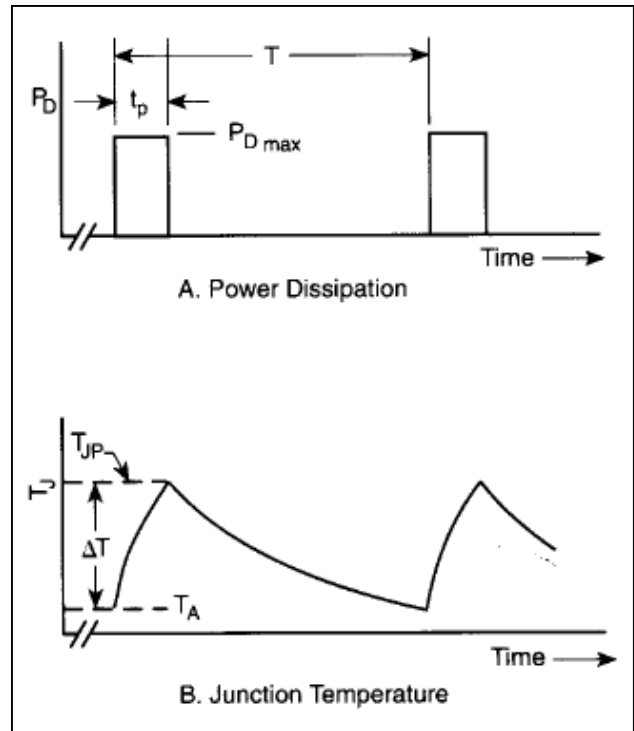 T
P_D
t_p
P_D max
Time
A. Power Dissipation
T_JP
T_J
ΔT
T_A
Time
B. Junction Temperature